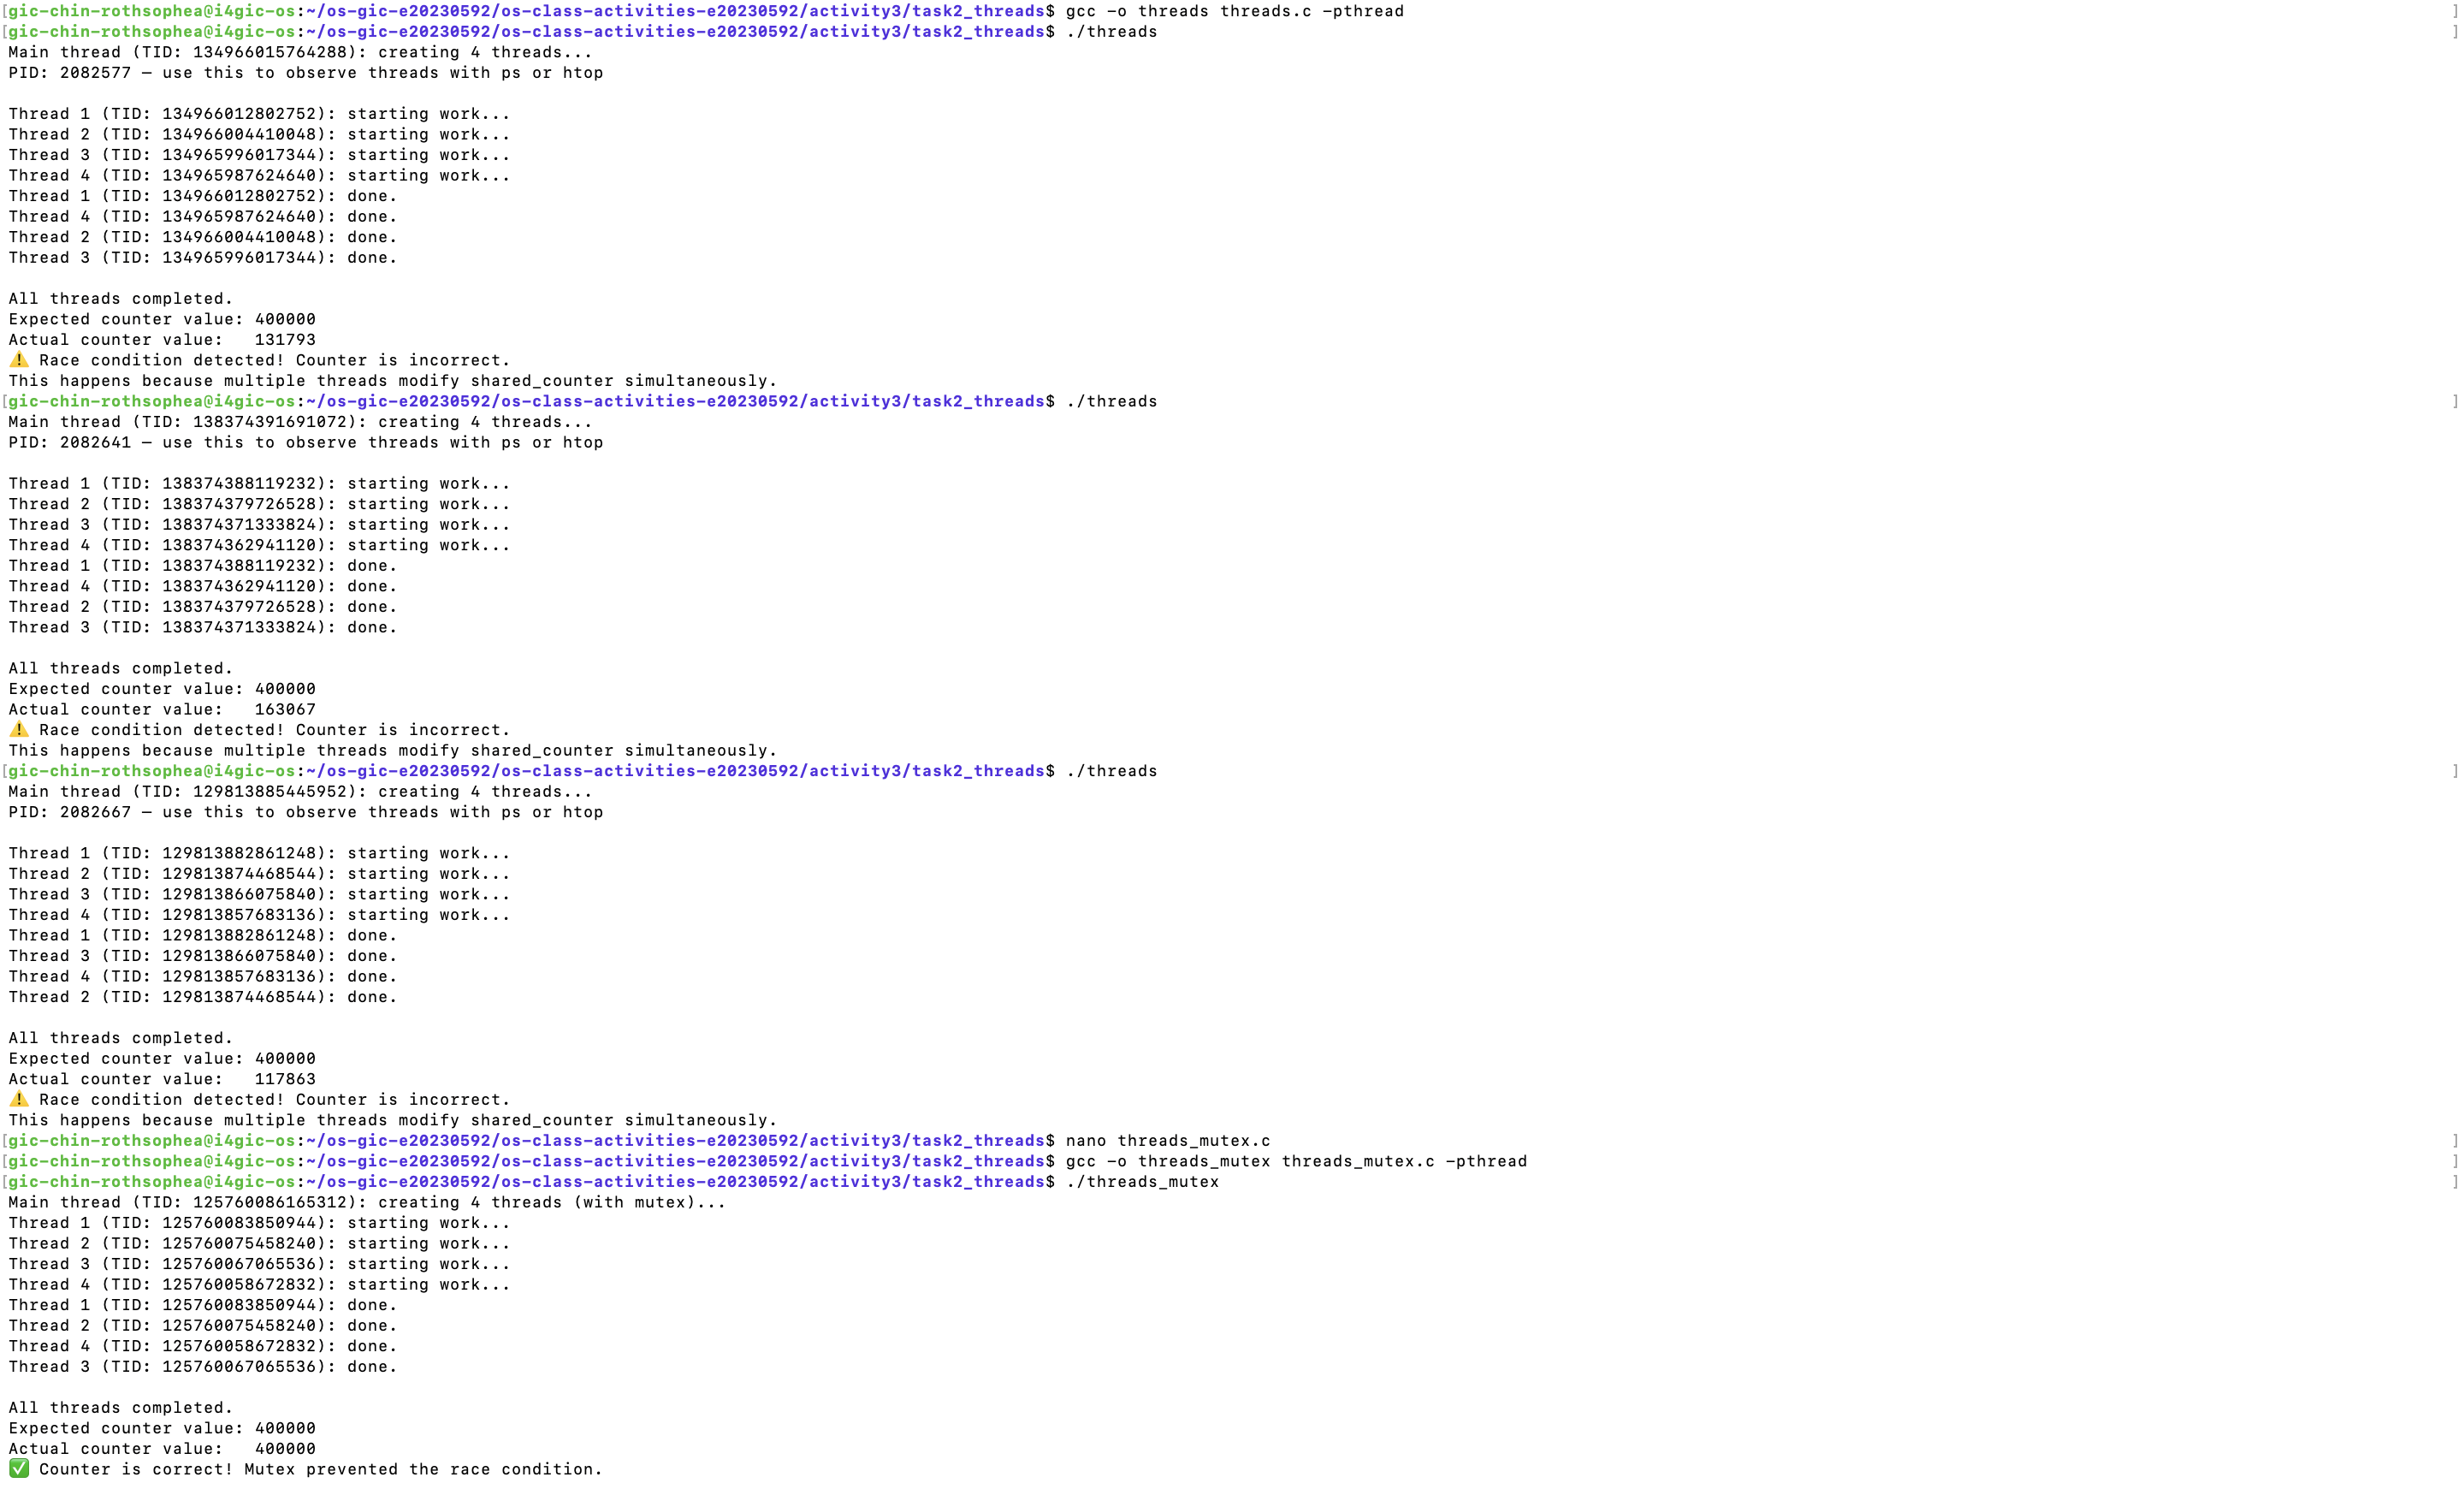 [gic-chin-rothsophea@i4gic-os:~/os-gic-e20230592/os-class-activities-e20230592/activity3/task2_threads$ gcc -o threads threads.c -pthread ]
[gic-chin-rothsophea@i4gic-os:~/os-gic-e20230592/os-class-activities-e20230592/activity3/task2_threads$ ./threads ]
Main thread (TID: 134966015764288): creating 4 threads...
PID: 2082577 — use this to observe threads with ps or htop

Thread 1 (TID: 134966012802752): starting work...
Thread 2 (TID: 134966004410048): starting work...
Thread 3 (TID: 134965996017344): starting work...
Thread 4 (TID: 134965987624640): starting work...
Thread 1 (TID: 134966012802752): done.
Thread 4 (TID: 134965987624640): done.
Thread 2 (TID: 134966004410048): done.
Thread 3 (TID: 134965996017344): done.

All threads completed.
Expected counter value: 400000
Actual counter value:   131793
⚠️ Race condition detected! Counter is incorrect.
This happens because multiple threads modify shared_counter simultaneously.
[gic-chin-rothsophea@i4gic-os:~/os-gic-e20230592/os-class-activities-e20230592/activity3/task2_threads$ ./threads ]
Main thread (TID: 138374391691072): creating 4 threads...
PID: 2082641 — use this to observe threads with ps or htop

Thread 1 (TID: 138374388119232): starting work...
Thread 2 (TID: 138374379726528): starting work...
Thread 3 (TID: 138374371333824): starting work...
Thread 4 (TID: 138374362941120): starting work...
Thread 1 (TID: 138374388119232): done.
Thread 4 (TID: 138374362941120): done.
Thread 2 (TID: 138374379726528): done.
Thread 3 (TID: 138374371333824): done.

All threads completed.
Expected counter value: 400000
Actual counter value:   163067
⚠️ Race condition detected! Counter is incorrect.
This happens because multiple threads modify shared_counter simultaneously.
[gic-chin-rothsophea@i4gic-os:~/os-gic-e20230592/os-class-activities-e20230592/activity3/task2_threads$ ./threads ]
Main thread (TID: 129813885445952): creating 4 threads...
PID: 2082667 — use this to observe threads with ps or htop

Thread 1 (TID: 129813882861248): starting work...
Thread 2 (TID: 129813874468544): starting work...
Thread 3 (TID: 129813866075840): starting work...
Thread 4 (TID: 129813857683136): starting work...
Thread 1 (TID: 129813882861248): done.
Thread 3 (TID: 129813866075840): done.
Thread 4 (TID: 129813857683136): done.
Thread 2 (TID: 129813874468544): done.

All threads completed.
Expected counter value: 400000
Actual counter value:   117863
⚠️ Race condition detected! Counter is incorrect.
This happens because multiple threads modify shared_counter simultaneously.
[gic-chin-rothsophea@i4gic-os:~/os-gic-e20230592/os-class-activities-e20230592/activity3/task2_threads$ nano threads_mutex.c ]
[gic-chin-rothsophea@i4gic-os:~/os-gic-e20230592/os-class-activities-e20230592/activity3/task2_threads$ gcc -o threads_mutex threads_mutex.c -pthread ]
[gic-chin-rothsophea@i4gic-os:~/os-gic-e20230592/os-class-activities-e20230592/activity3/task2_threads$ ./threads_mutex ]
Main thread (TID: 125760086165312): creating 4 threads (with mutex)...
Thread 1 (TID: 125760083850944): starting work...
Thread 2 (TID: 125760075458240): starting work...
Thread 3 (TID: 125760067065536): starting work...
Thread 4 (TID: 125760058672832): starting work...
Thread 1 (TID: 125760083850944): done.
Thread 2 (TID: 125760075458240): done.
Thread 4 (TID: 125760058672832): done.
Thread 3 (TID: 125760067065536): done.

All threads completed.
Expected counter value: 400000
Actual counter value:   400000
✅ Counter is correct! Mutex prevented the race condition.